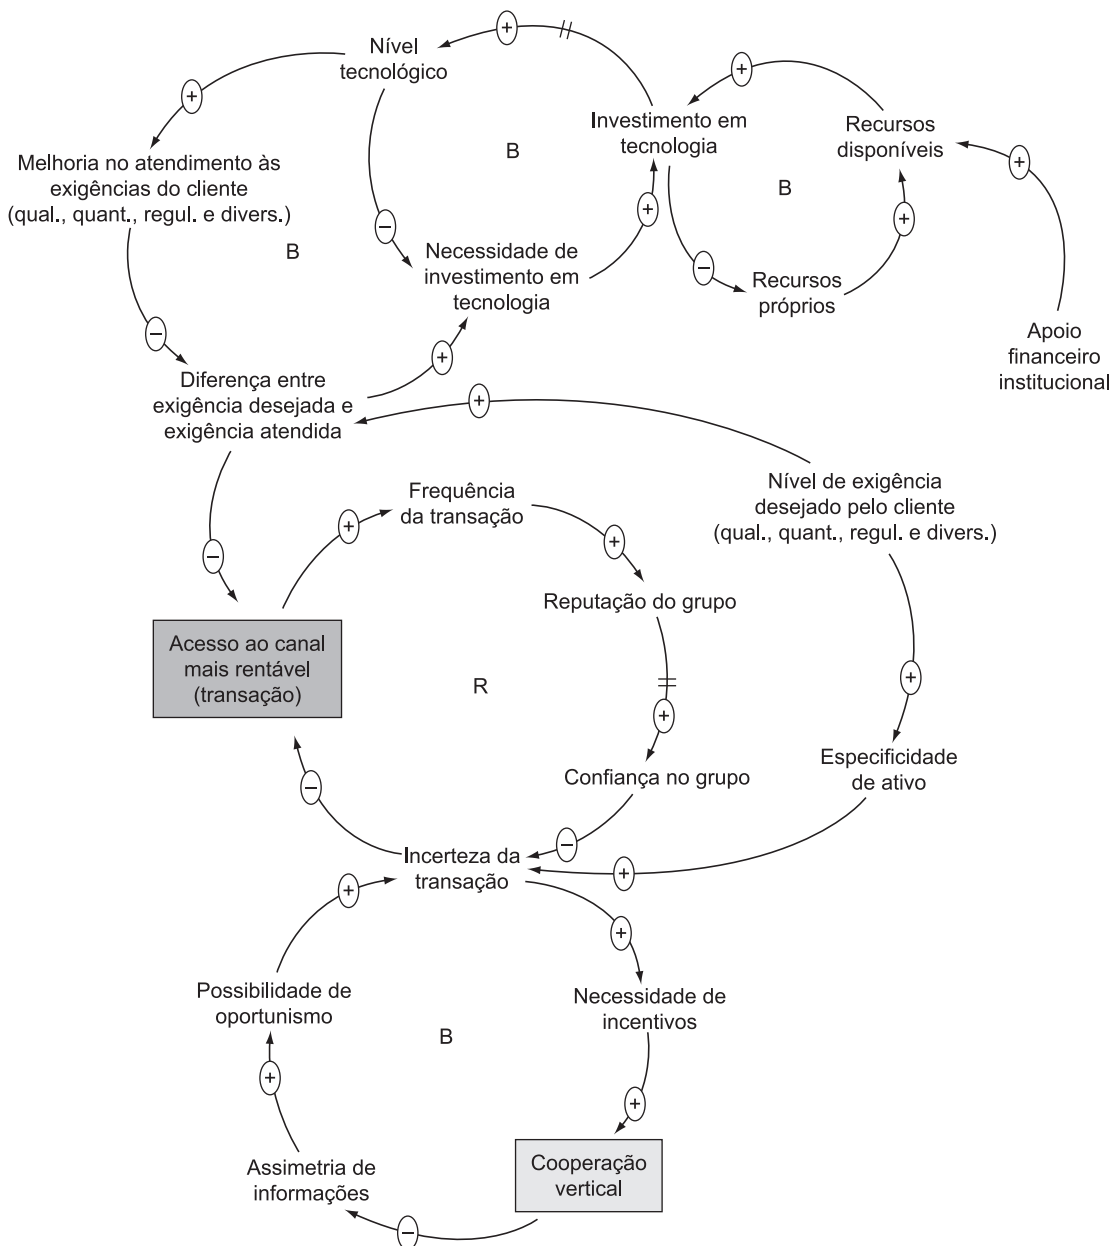 Nível
tecnológico
+
//
+
+
Investimento em
tecnologia
Recursos
disponíveis
+
Melhoria no atendimento às
exigências do cliente
(qual., quant., regul. e divers.)
B
B
+
+
−
B
Necessidade de
investimento em
tecnologia
−
Recursos
próprios
−
+
Apoio
financeiro
institucional
Diferença entre
exigência desejada e
exigência atendida
+
Nível de exigência
desejado pelo cliente
(qual., quant., regul. e divers.)
Frequência
da transação
+
+
−
Reputação do grupo
Acesso ao canal
mais rentável
(transação)
R
+
+
Confiança no grupo
Especificidade
de ativo
−
−
Incerteza da
transação
+
+
+
Possibilidade de
oportunismo
Necessidade de
incentivos
B
+
+
Assimetria de
informações
Cooperação
vertical
−